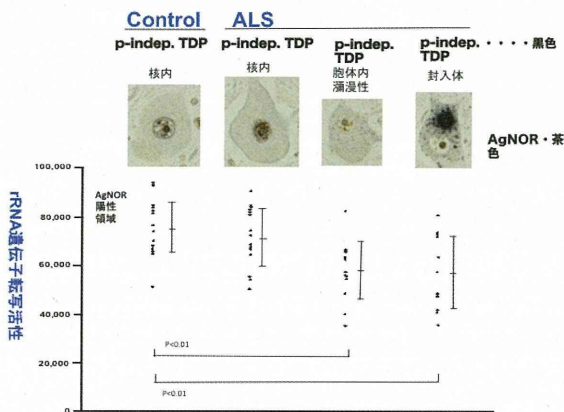 Control ALS
p-indep. TDP
p-indep. TDP
p-indep. TDP
p-indep. TDP
・・・・黒色
核内
核内
胞体内
瀰漫性
封入体
AgNOR・茶色
rRNA遺伝子転写活性
100,000
80,000
60,000
40,000
20,000
0
AgNOR
陽性
領域
P<0.01
P<0.01